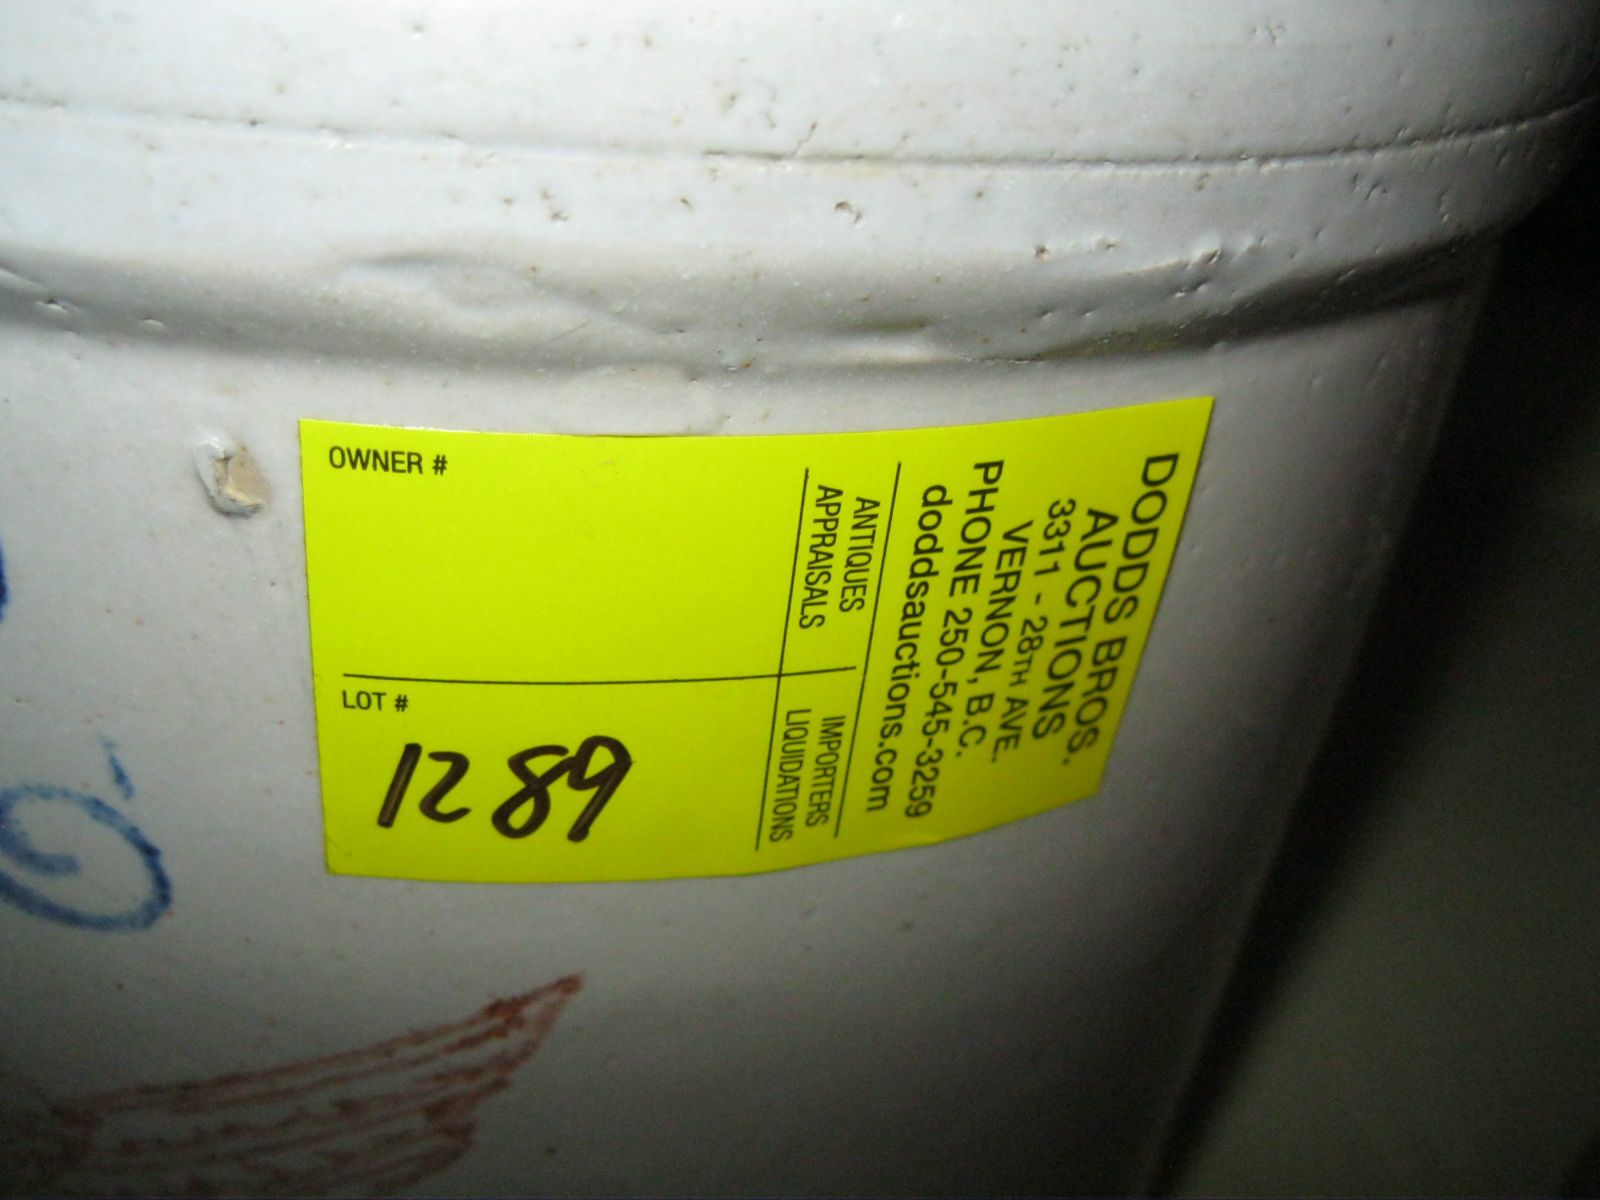 OWNER #
LOT #
1289
DODDS BROS.
AUCTIONS
3311 - 28TH AVE.
VERNON, B.C.
PHONE 250-545-3259
doddsauctions.com
ANTIQUES
APPRAISALS
IMPORTERS
LIQUIDATIONS